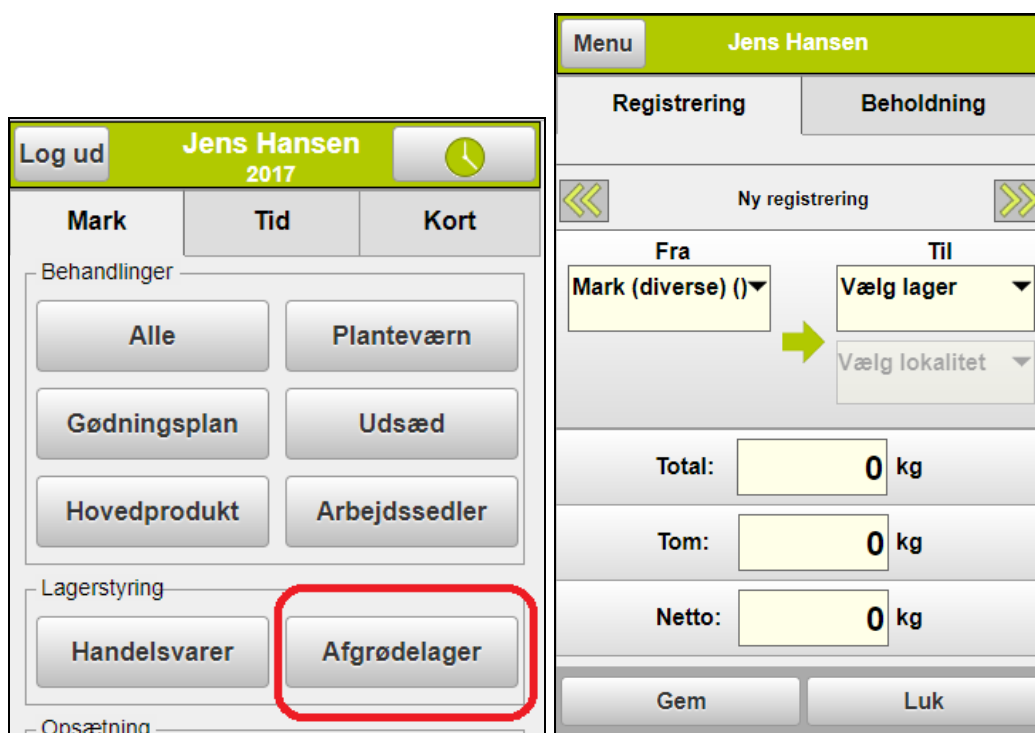 Log ud
Jens Hansen
2017
Mark Tid Kort
Behandlinger
Alle Planteværn
Gødningsplan Udsæd
Hovedprodukt Arbejdssedler
Lagerstyring
Handelsvarer Afgrødelager
Opsætning
Menu Jens Hansen
Registrering Beholdning
Ny registrering
Fra Til
Mark (diverse) () Vælg lager
Vælg lokalitet
Total: 0 kg
Tom: 0 kg
Netto: 0 kg
Gem Luk